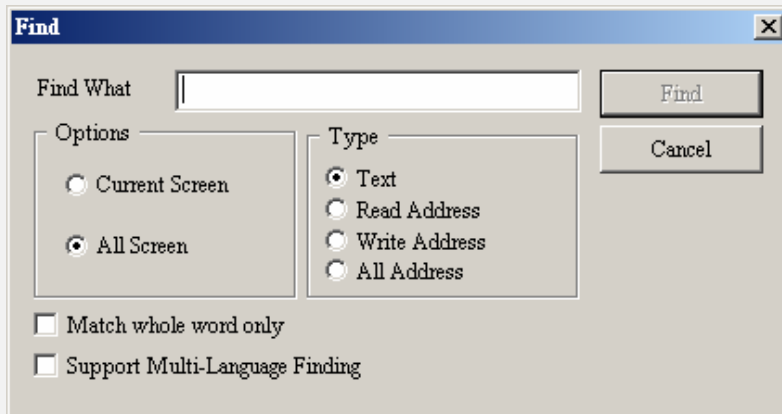 Find
Find What
Find
Options
Type
Cancel
Current Screen
Text
Read Address
All Screen
Write Address
All Address
Match whole word only
Support Multi-Language Finding